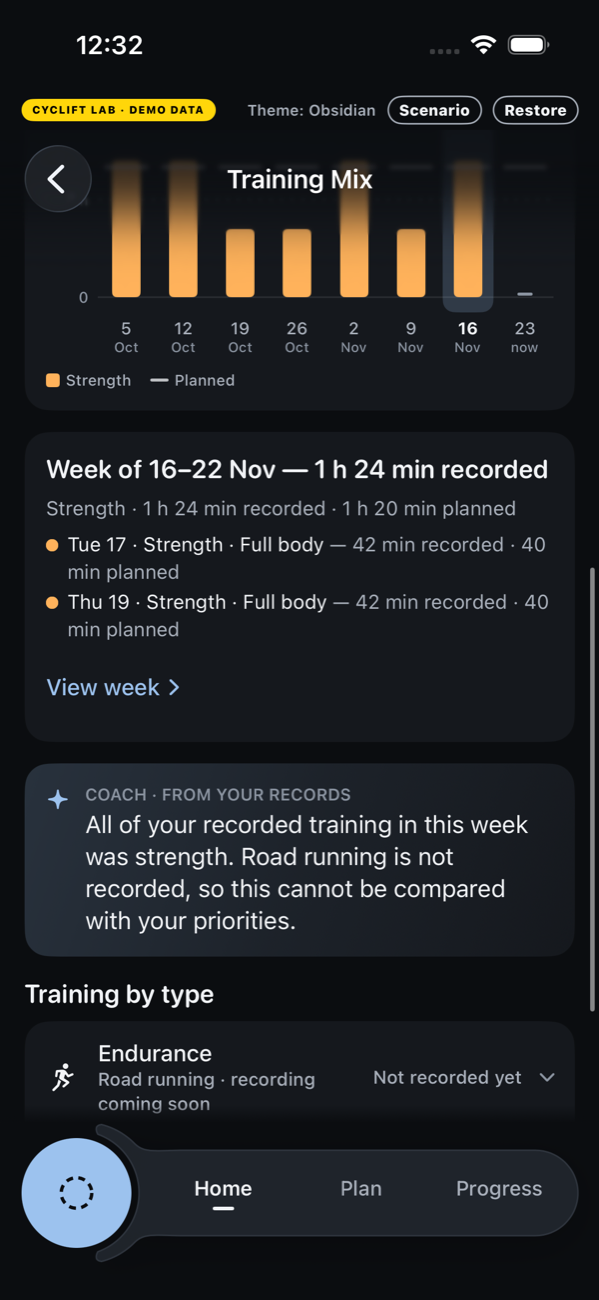 12:32
CYCLIFT LAB · DEMO DATA
Theme: Obsidian
Scenario
Restore
Training Mix
0
5 12 19 26 2 9 16 23
Oct Oct Oct Oct Nov Nov Nov now
Strength
Planned
Week of 16–22 Nov — 1 h 24 min recorded
Strength · 1 h 24 min recorded · 1 h 20 min planned
Tue 17 · Strength · Full body — 42 min recorded · 40
min planned
Thu 19 · Strength · Full body — 42 min recorded · 40
min planned
View week
COACH · FROM YOUR RECORDS
All of your recorded training in this week
was strength. Road running is not
recorded, so this cannot be compared
with your priorities.
Training by type
Endurance
Road running · recording
coming soon
Not recorded yet
Home
Plan
Progress